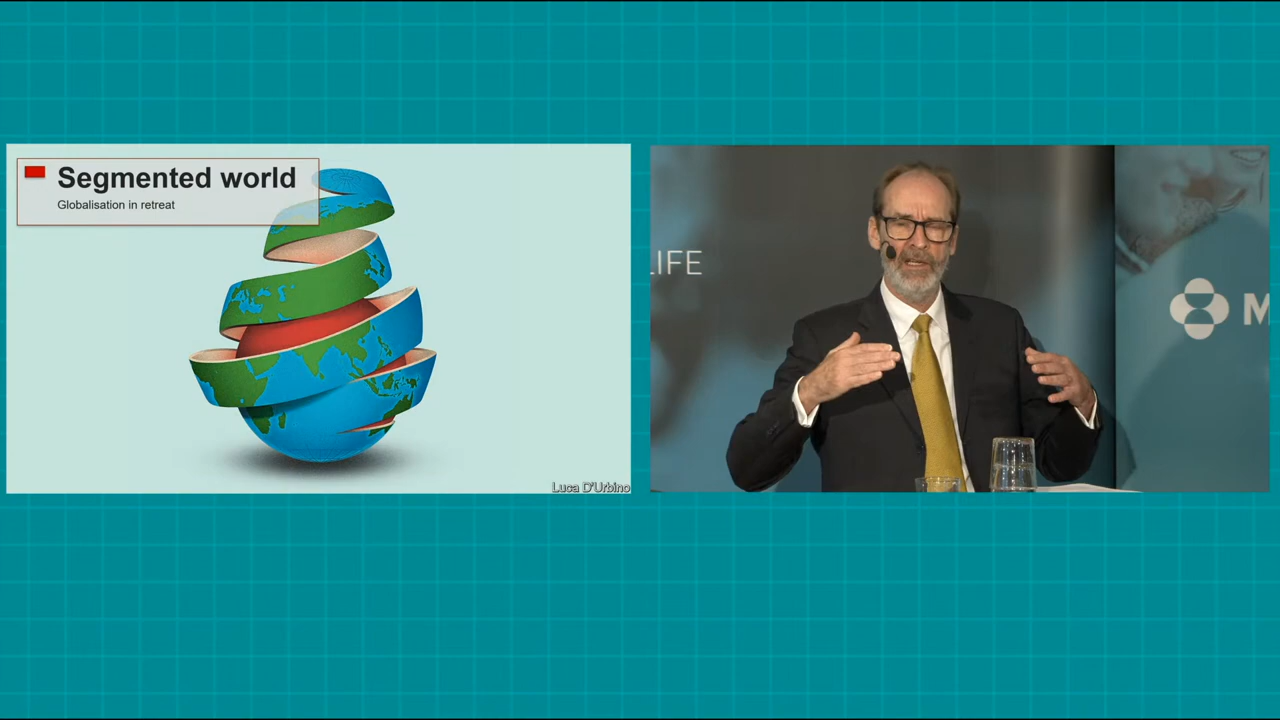 Segmented world
Globalisation in retreat
Luca D'Urbino
LIFE
M